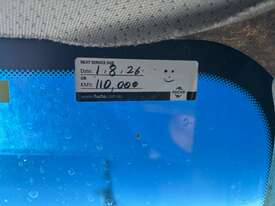 NEXT SERVICE DUE
Date: 1.8.26.
OR
KMS: 110,000